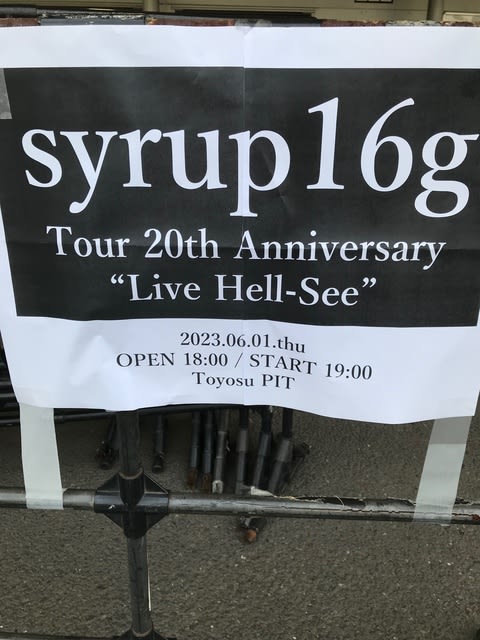 syrup16g
Tour 20th Anniversary
“Live Hell-See”
2023.06.01.thu
OPEN 18:00 / START 19:00
Toyosu PIT